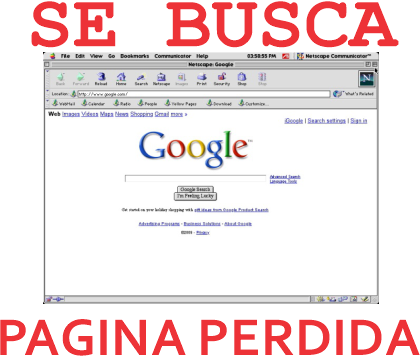 SE BUSCA
File Edit View Go Bookmarks Communicator Help 03:58:55 PM Netscape Communicator™
Netscape: Google
Back Forward Reload Home Search Netscape Images Print Security Shop Stop
Location: http://www.google.com/ What's Related
WebMail Calendar Radio People Yellow Pages Download Customize...
Web Images Videos Maps News Shopping Gmail more »
iGoogle | Search settings | Sign in
Google™
Advanced Search
Language Tools
Google Search
I'm Feeling Lucky
Get started on your holiday shopping with gift ideas from Google Product Search
Advertising Programs - Business Solutions - About Google
Privacy
PAGINA PERDIDA